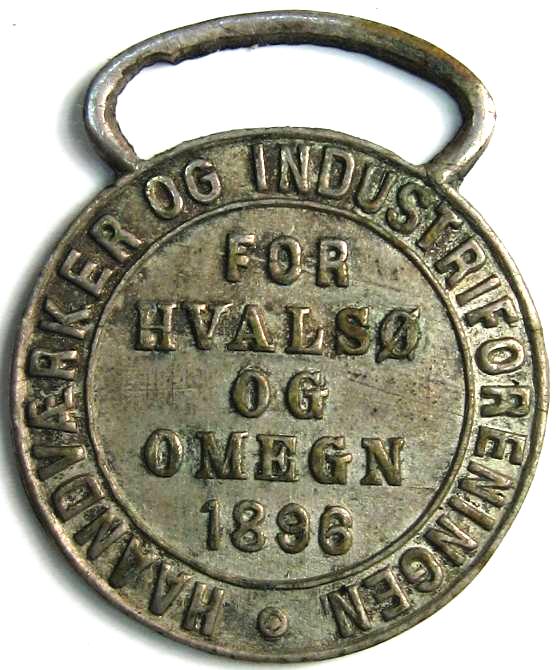 HAANDVÆRKER OG INDUSTRIFORENINGEN
FOR
HVALSØ
OG
OMEGN
1896